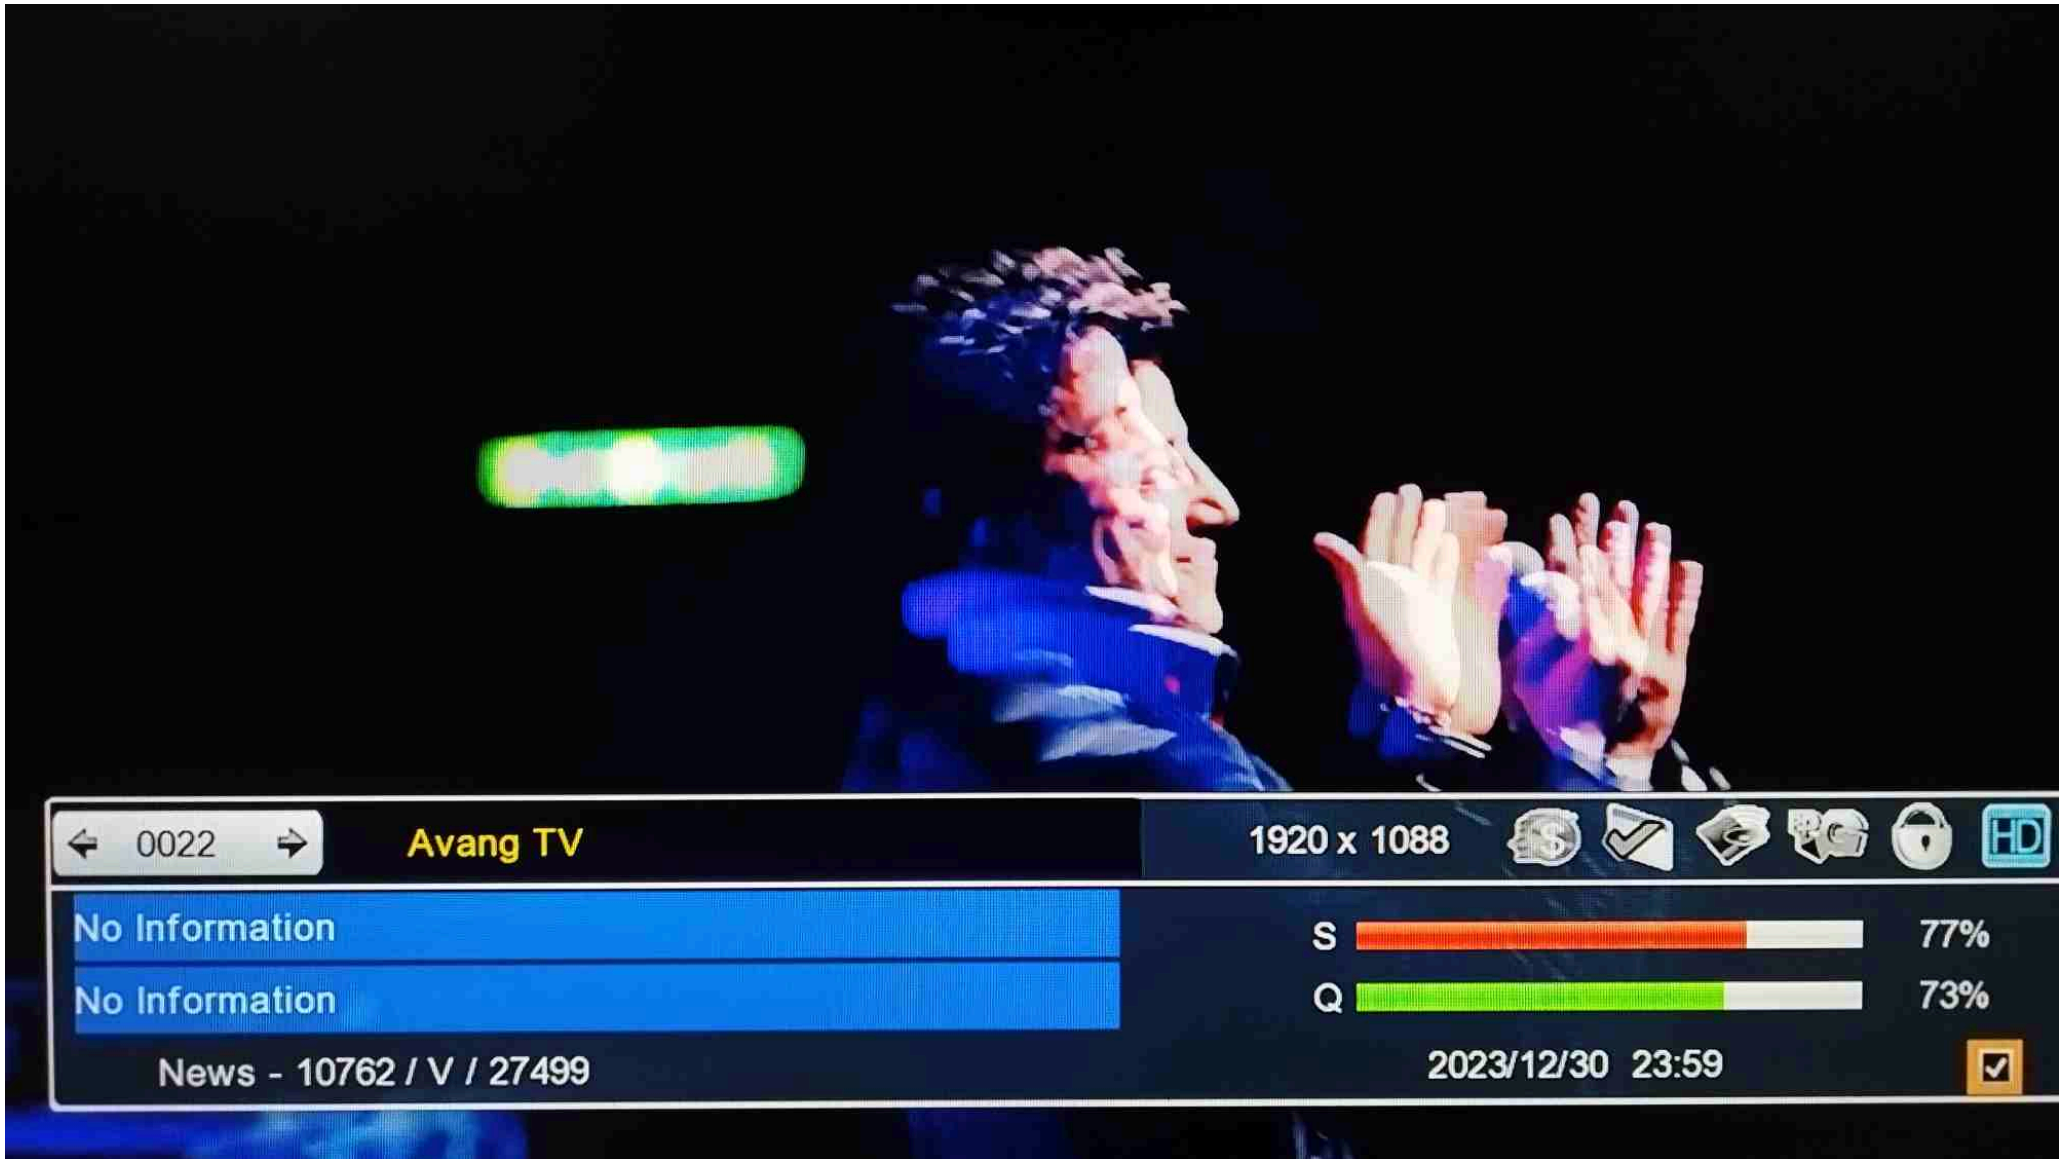 0022
Avang TV
1920 x 1088
HD
No Information
No Information
S 77%
Q 73%
News - 10762 / V / 27499
2023/12/30 23:59